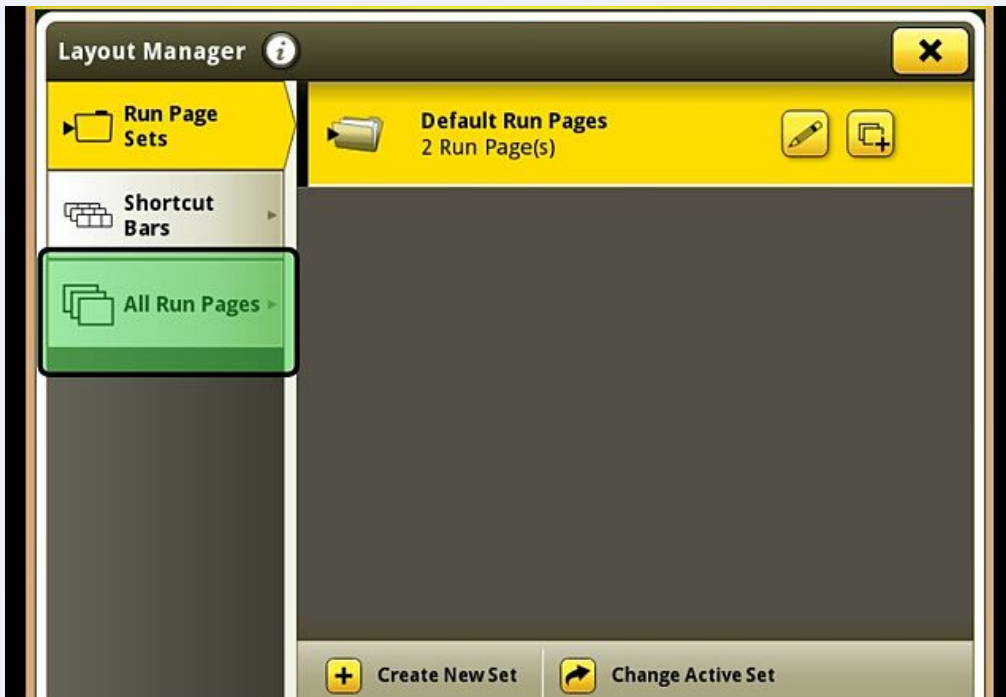 Layout Manager
Run Page
Sets
Default Run Pages
2 Run Page(s)
Shortcut
Bars
All Run Pages
Create New Set
Change Active Set